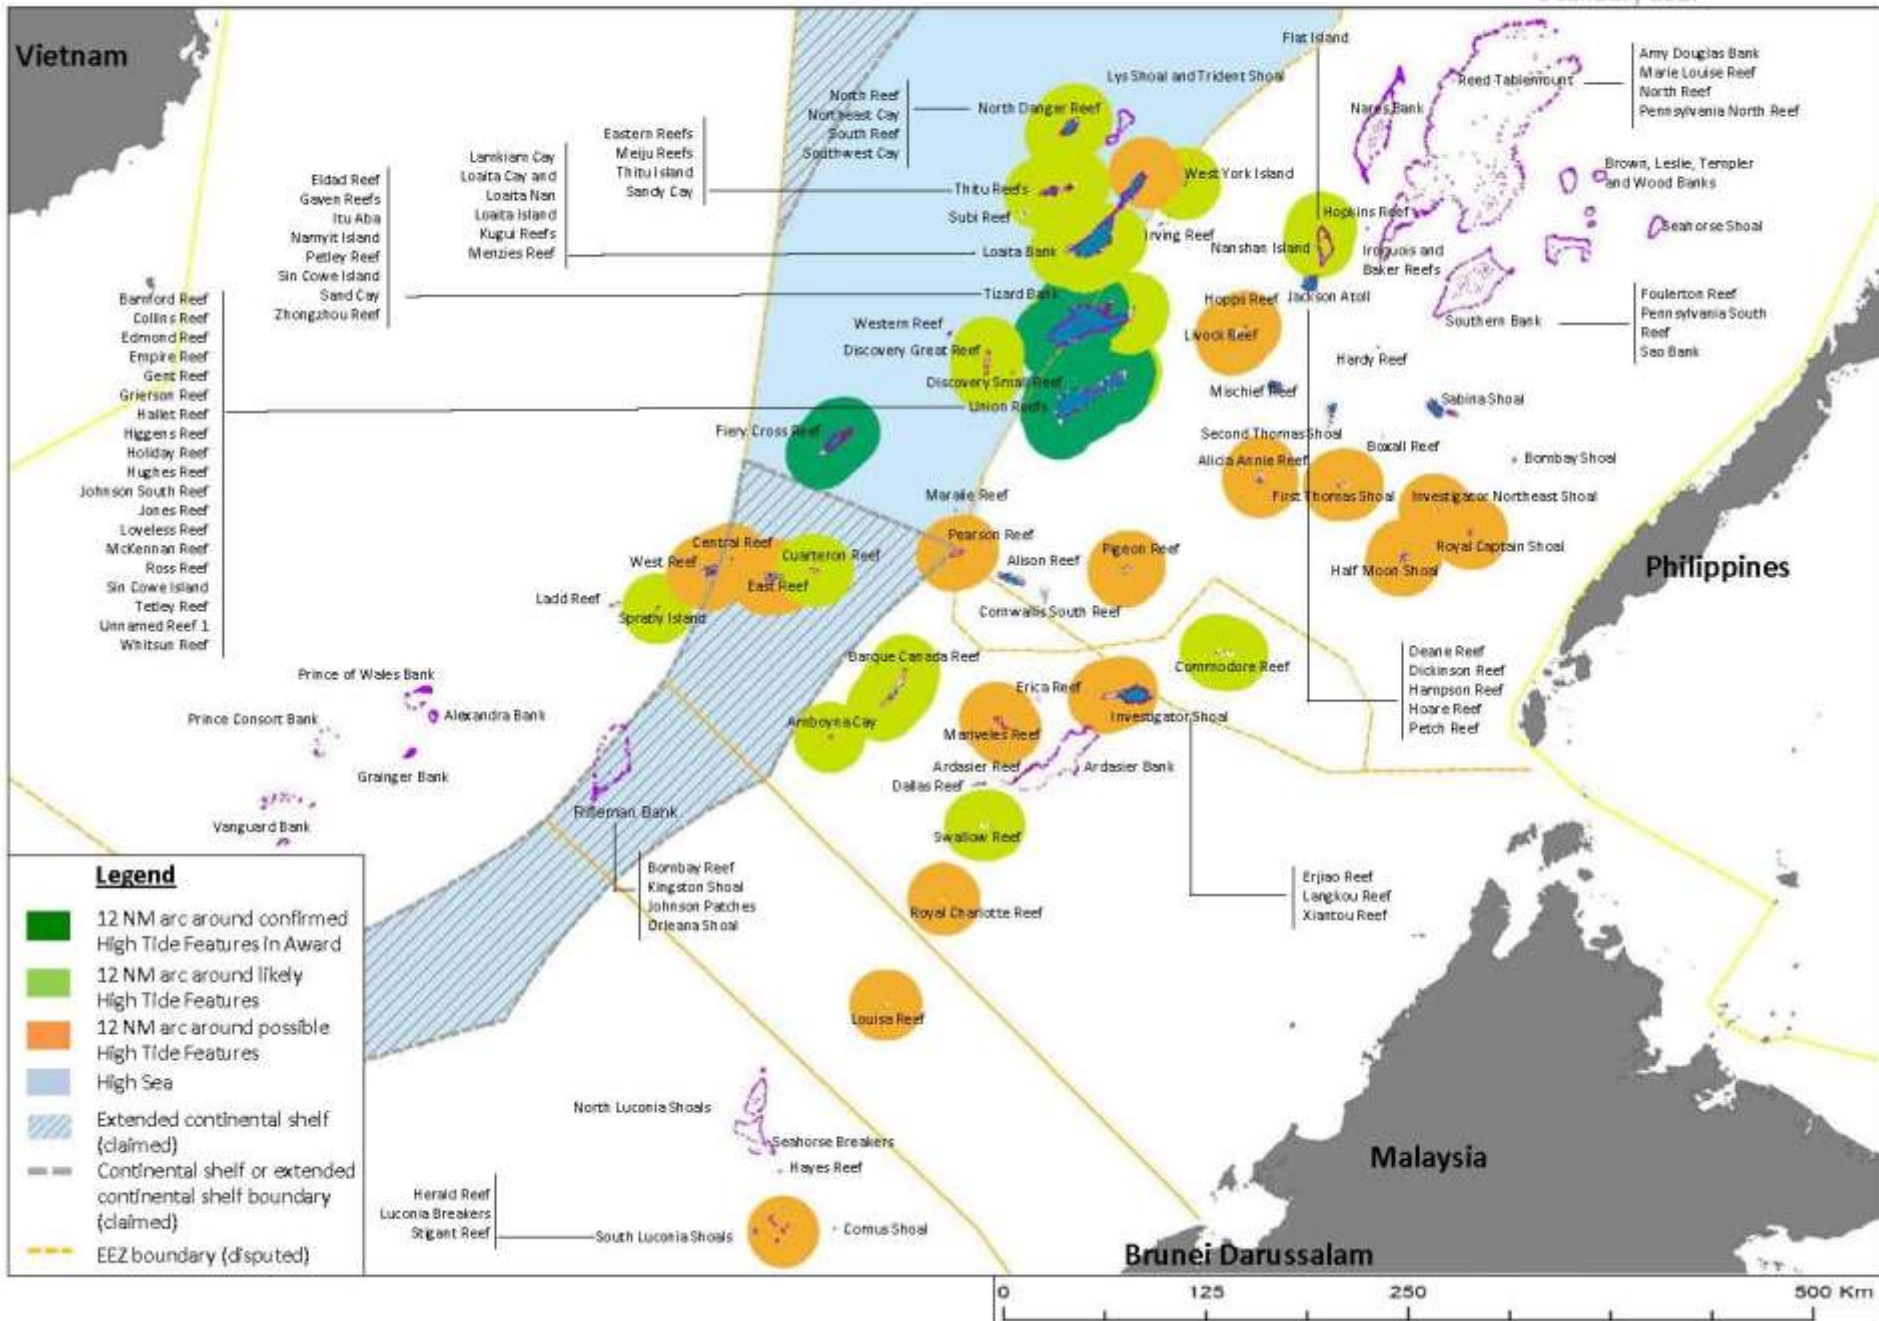 Vietnam
Flat Island
Lys Shoal and Trident Shoal
Reed Tablemount
Amy Douglas Bank
Marie Louise Reef
North Reef
Pennsylvania North Reef
Nares Bank
North Reef
Northeast Cay
South Reef
Southwest Cay
North Danger Reef
Eastern Reefs
Meiju Reefs
Thitu Island
Sandy Cay
Lamkiam Cay
Loaita Cay and
Loaita Nan
Loaita Island
Kugui Reefs
Menzies Reef
Eldad Reef
Gaven Reefs
Itu Aba
Namyit Island
Petley Reef
Sin Cowe Island
Sand Cay
Zhongzhou Reef
Thitu Reefs
Subi Reef
Loaita Bank
West York Island
Irving Reef
Hopkins Reef
Nanshan Island
Iroquois and
Baker Reefs
Brown, Leslie, Templer
and Wood Banks
Seahorse Shoal
Tizard Bank
Hopps Reef
Jackson Atoll
Livock Reef
Southern Bank
Foulerton Reef
Pennsylvania South
Reef
Sao Bank
Western Reef
Discovery Great Reef
Discovery Small Reef
Union Reefs
Hardy Reef
Mischief Reef
Sabina Shoal
Bamford Reef
Collins Reef
Edmond Reef
Empire Reef
Gent Reef
Grierson Reef
Hallet Reef
Higgens Reef
Holiday Reef
Hughes Reef
Johnson South Reef
Jones Reef
Loveless Reef
McKennan Reef
Ross Reef
Sin Cowe Island
Tetley Reef
Unnamed Reef 1
Whitsun Reef
Fiery Cross Reef
Second Thomas Shoal
Boxall Reef
Alicia Annie Reef
Bombay Shoal
First Thomas Shoal
Investigator Northeast Shoal
Maralie Reef
Pearson Reef
Alison Reef
Pigeon Reef
Royal Captain Shoal
Half Moon Shoal
Philippines
Central Reef
West Reef
Cuarteron Reef
East Reef
Ladd Reef
Spratly Island
Cornwallis South Reef
Barque Canada Reef
Commodore Reef
Erica Reef
Investigator Shoal
Amboyna Cay
Mariveles Reef
Ardasier Reef
Ardasier Bank
Dallas Reef
Swallow Reef
Deane Reef
Dickinson Reef
Hampson Reef
Hoare Reef
Petch Reef
Prince of Wales Bank
Prince Consort Bank
Alexandra Bank
Grainger Bank
Vanguard Bank
Rifleman Bank
Bombay Reef
Kingston Shoal
Johnson Patches
Orleana Shoal
Royal Charlotte Reef
Erjiao Reef
Langkou Reef
Xiantou Reef
Louisa Reef
North Luconia Shoals
Seahorse Breakers
Hayes Reef
Herald Reef
Luconia Breakers
Stigant Reef
South Luconia Shoals
Comus Shoal
Malaysia
Brunei Darussalam
Legend
12 NM arc around confirmed
High Tide Features in Award
12 NM arc around likely
High Tide Features
12 NM arc around possible
High Tide Features
High Sea
Extended continental shelf
(claimed)
Continental shelf or extended
continental shelf boundary
(claimed)
EEZ boundary (disputed)
0 125 250 500 Km